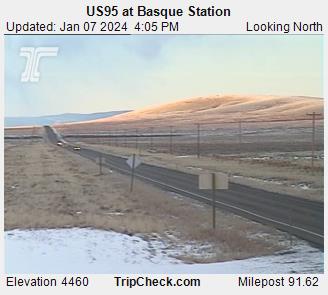 US95 at Basque Station
Updated: Jan 07 2024 4:05 PM Looking North
Elevation 4460 TripCheck.com Milepost 91.62